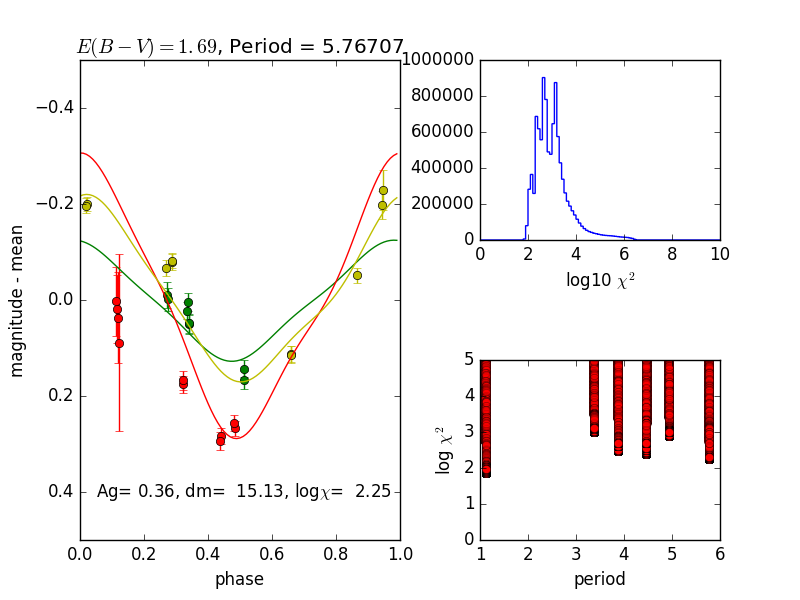 E(B − V) = 1.69, Period = 5.76707
−0.4
−0.2
0.0
0.2
0.4
magnitude - mean
Ag= 0.36, dm= 15.13, logχ= 2.25
0.0 0.2 0.4 0.6 0.8 1.0
phase
1000000
800000
600000
400000
200000
0
0 2 4 6 8 10
log10 χ²
5
4
3
2
1
0
log χ²
1 2 3 4 5 6
period